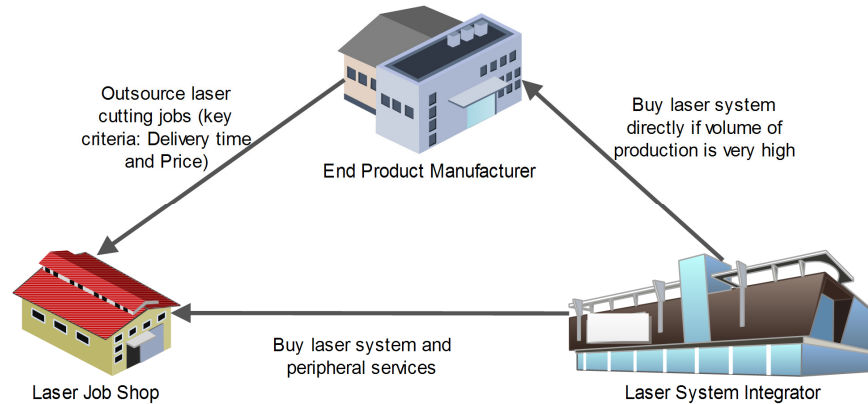 Outsource laser
cutting jobs (key
criteria: Delivery time
and Price)
Buy laser system
directly if volume of
production is very high
End Product Manufacturer
Buy laser system and
peripheral services
Laser Job Shop
Laser System Integrator